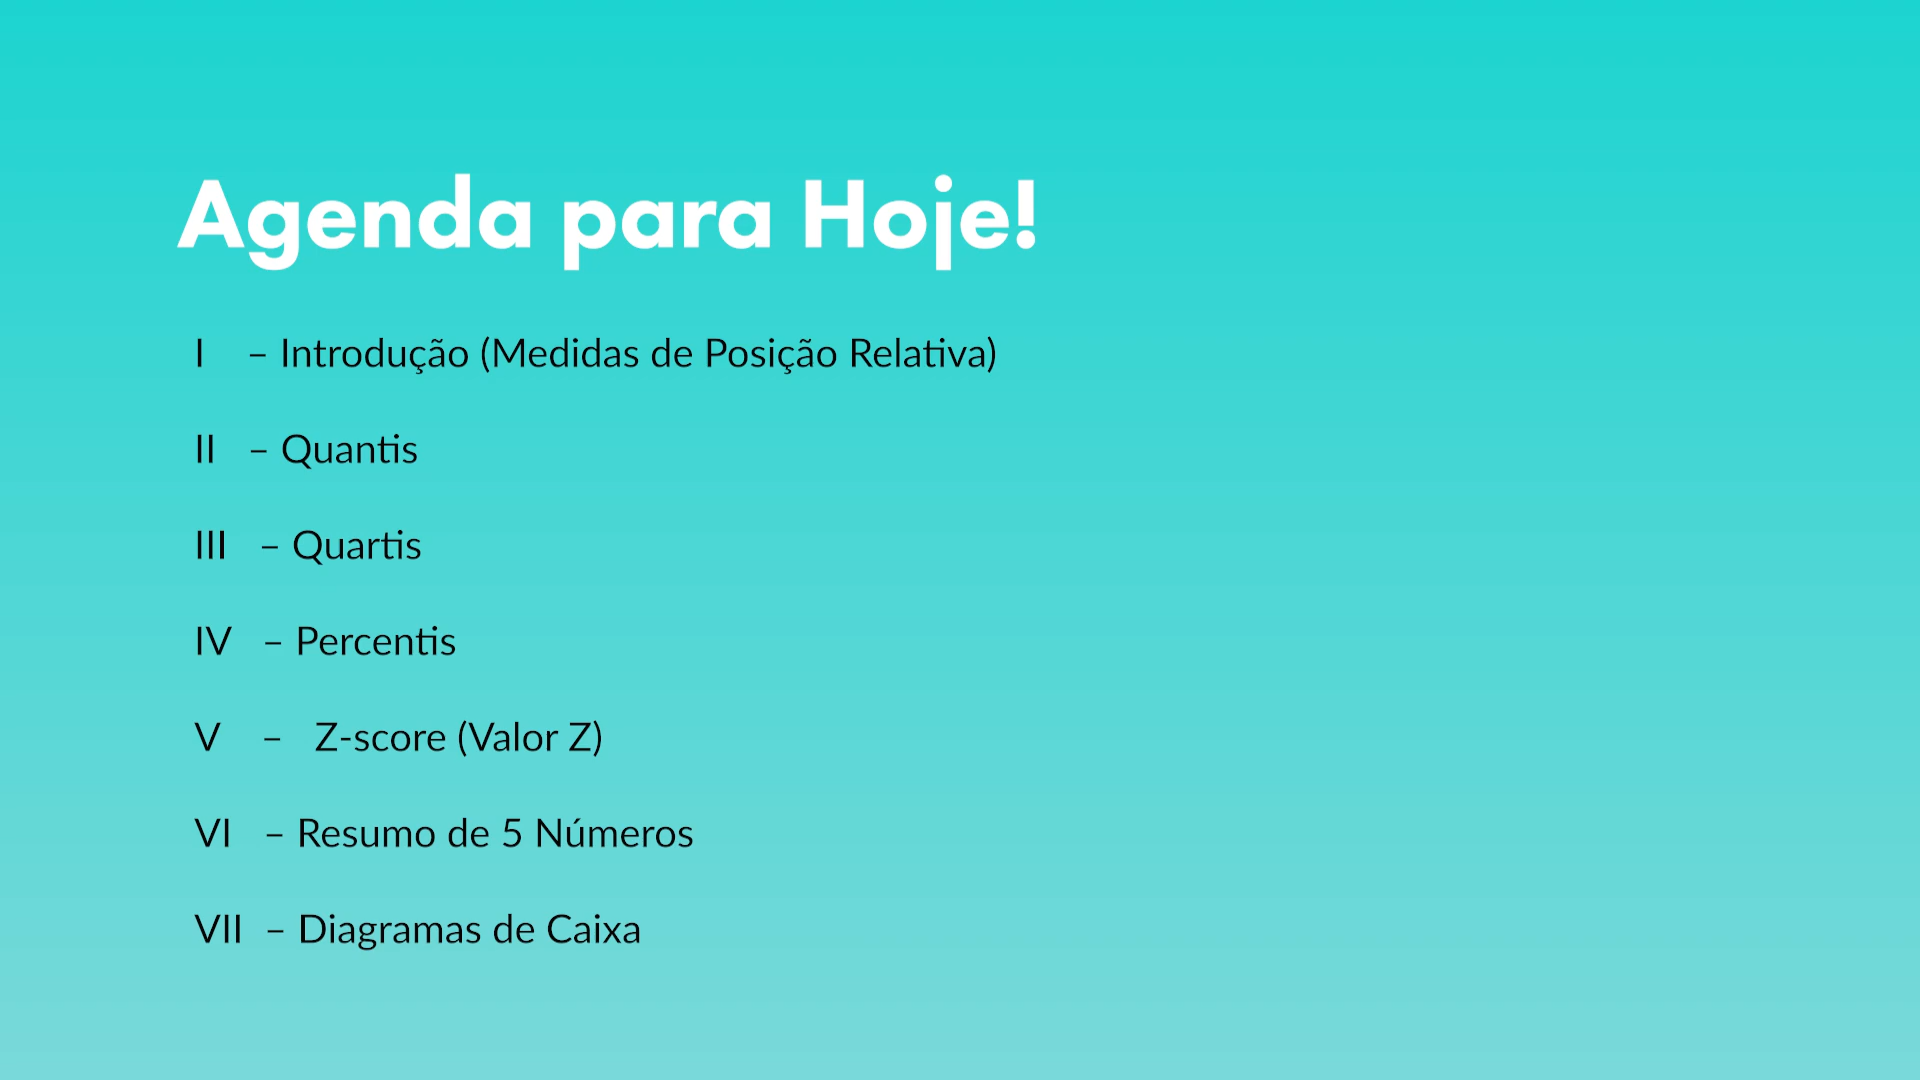 Agenda para Hoje!
I – Introdução (Medidas de Posição Relativa)
II – Quantis
III – Quartis
IV – Percentis
V – Z-score (Valor Z)
VI – Resumo de 5 Números
VII – Diagramas de Caixa